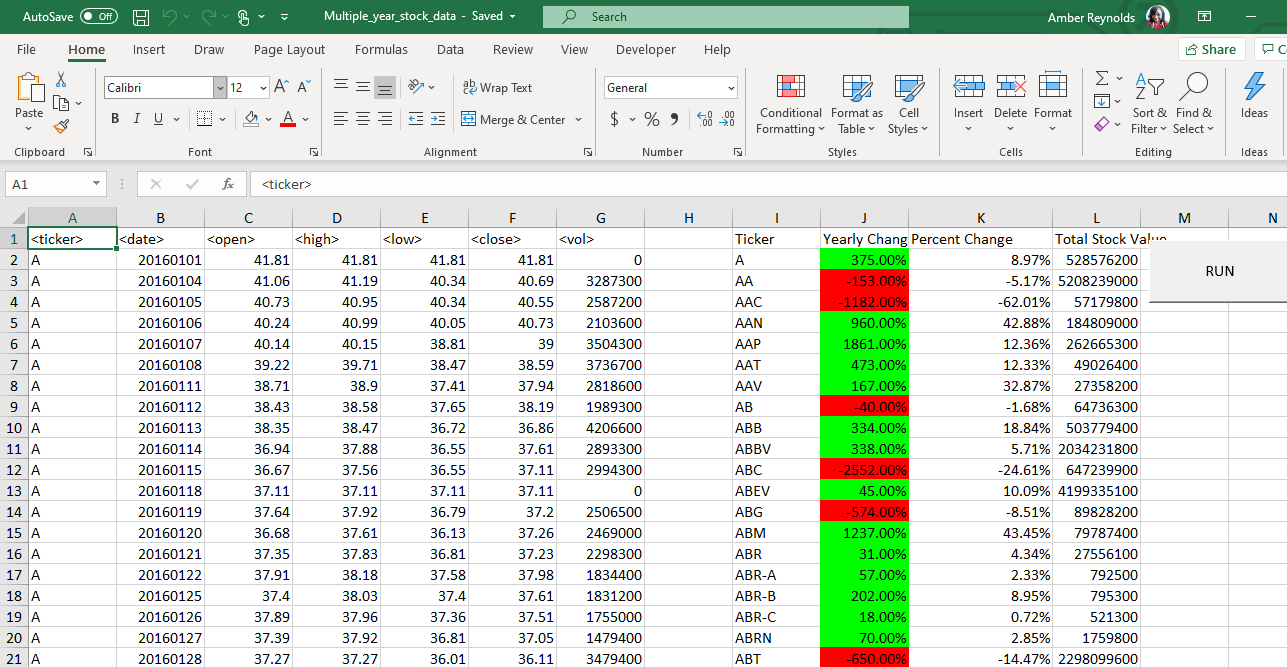 AutoSave Off Multiple_year_stock_data - Saved Search Amber Reynolds
File Home Insert Draw Page Layout Formulas Data Review View Developer Help Share C
Calibri 12 A A Wrap Text General
Paste B I U A Merge & Center $ % Conditional Formatting Format as Table Cell Styles Insert Delete Format Sort & Filter Find & Select Ideas
Clipboard Font Alignment Number Styles Cells Editing Ideas
A1 fx <ticker>
A B C D E F G H I J K L M N
1 <ticker> <date> <open> <high> <low> <close> <vol> Ticker Yearly Chang Percent Change Total Stock Value
2 A 20160101 41.81 41.81 41.81 41.81 0 A 375.00% 8.97% 528576200
RUN
3 A 20160104 41.06 41.19 40.34 40.69 3287300 AA -153.00% -5.17% 5208239000
4 A 20160105 40.73 40.95 40.34 40.55 2587200 AAC -1182.00% -62.01% 57179800
5 A 20160106 40.24 40.99 40.05 40.73 2103600 AAN 960.00% 42.88% 184809000
6 A 20160107 40.14 40.15 38.81 39 3504300 AAP 1861.00% 12.36% 262665300
7 A 20160108 39.22 39.71 38.47 38.59 3736700 AAT 473.00% 12.33% 49026400
8 A 20160111 38.71 38.9 37.41 37.94 2818600 AAV 167.00% 32.87% 27358200
9 A 20160112 38.43 38.58 37.65 38.19 1989300 AB -40.00% -1.68% 64736300
10 A 20160113 38.35 38.47 36.72 36.86 4206600 ABB 334.00% 18.84% 503779400
11 A 20160114 36.94 37.88 36.55 37.61 2893300 ABBV 338.00% 5.71% 2034231800
12 A 20160115 36.67 37.56 36.55 37.11 2994300 ABC -2552.00% -24.61% 647239900
13 A 20160118 37.11 37.11 37.11 37.11 0 ABEV 45.00% 10.09% 4199335100
14 A 20160119 37.64 37.92 36.79 37.2 2506500 ABG -574.00% -8.51% 89828200
15 A 20160120 36.68 37.61 36.13 37.26 2469000 ABM 1237.00% 43.45% 79787400
16 A 20160121 37.35 37.83 36.81 37.23 2298300 ABR 31.00% 4.34% 27556100
17 A 20160122 37.91 38.18 37.58 37.98 1834400 ABR-A 57.00% 2.33% 792500
18 A 20160125 37.4 38.03 37.4 37.61 1831200 ABR-B 202.00% 8.95% 795300
19 A 20160126 37.89 37.96 37.36 37.51 1755000 ABR-C 18.00% 0.72% 521300
20 A 20160127 37.39 37.92 36.81 37.05 1479400 ABRN 70.00% 2.85% 1759800
21 A 20160128 37.27 37.27 36.01 36.11 3479400 ABT -650.00% -14.47% 2298099600